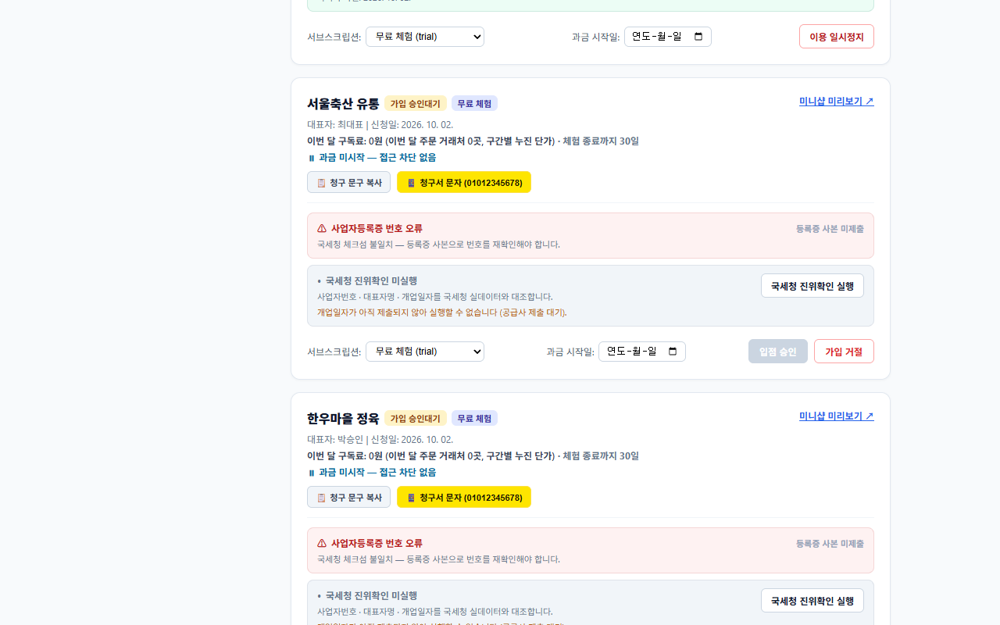 서브스크립션: 무료 체험 (trial) 과금 시작일: 연도-월-일 이용 일시정지
서울축산 유통 가입 승인대기 무료 체험 미니샵 미리보기 ↗
대표자: 최대표 | 신청일: 2026. 10. 02.
이번 달 구독료: 0원 (이번 달 주문 거래처 0곳, 구간별 누진 단가) · 체험 종료까지 30일
⏸ 과금 미시작 — 접근 차단 없음
📋 청구 문구 복사 📱 청구서 문자 (01012345678)
⚠ 사업자등록증 번호 오류 등록증 사본 미제출
국세청 체크섬 불일치 — 등록증 사본으로 번호를 재확인해야 합니다.
• 국세청 진위확인 미실행 국세청 진위확인 실행
사업자번호 · 대표자명 · 개업일자를 국세청 실데이터와 대조합니다.
개업일자가 아직 제출되지 않아 실행할 수 없습니다 (공급사 제출 대기).
서브스크립션: 무료 체험 (trial) 과금 시작일: 연도-월-일 입점 승인 가입 거절
한우마을 정육 가입 승인대기 무료 체험 미니샵 미리보기 ↗
대표자: 박승인 | 신청일: 2026. 10. 02.
이번 달 구독료: 0원 (이번 달 주문 거래처 0곳, 구간별 누진 단가) · 체험 종료까지 30일
⏸ 과금 미시작 — 접근 차단 없음
📋 청구 문구 복사 📱 청구서 문자 (01012345678)
⚠ 사업자등록증 번호 오류 등록증 사본 미제출
국세청 체크섬 불일치 — 등록증 사본으로 번호를 재확인해야 합니다.
• 국세청 진위확인 미실행 국세청 진위확인 실행
사업자번호 · 대표자명 · 개업일자를 국세청 실데이터와 대조합니다.